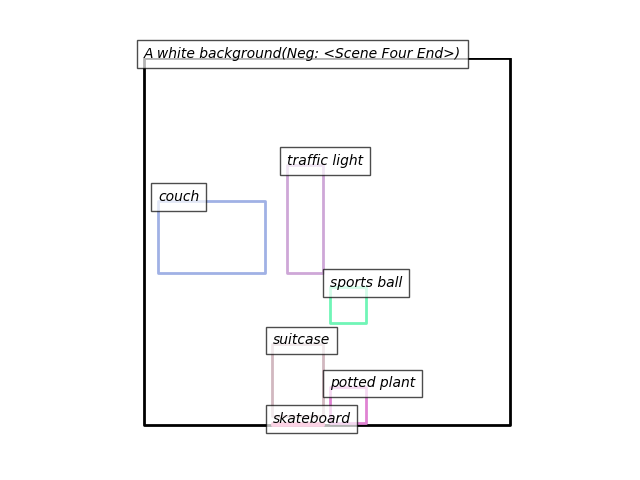 A white background(Neg: <Scene Four End>)
traffic light
couch
sports ball
suitcase
potted plant
skateboard